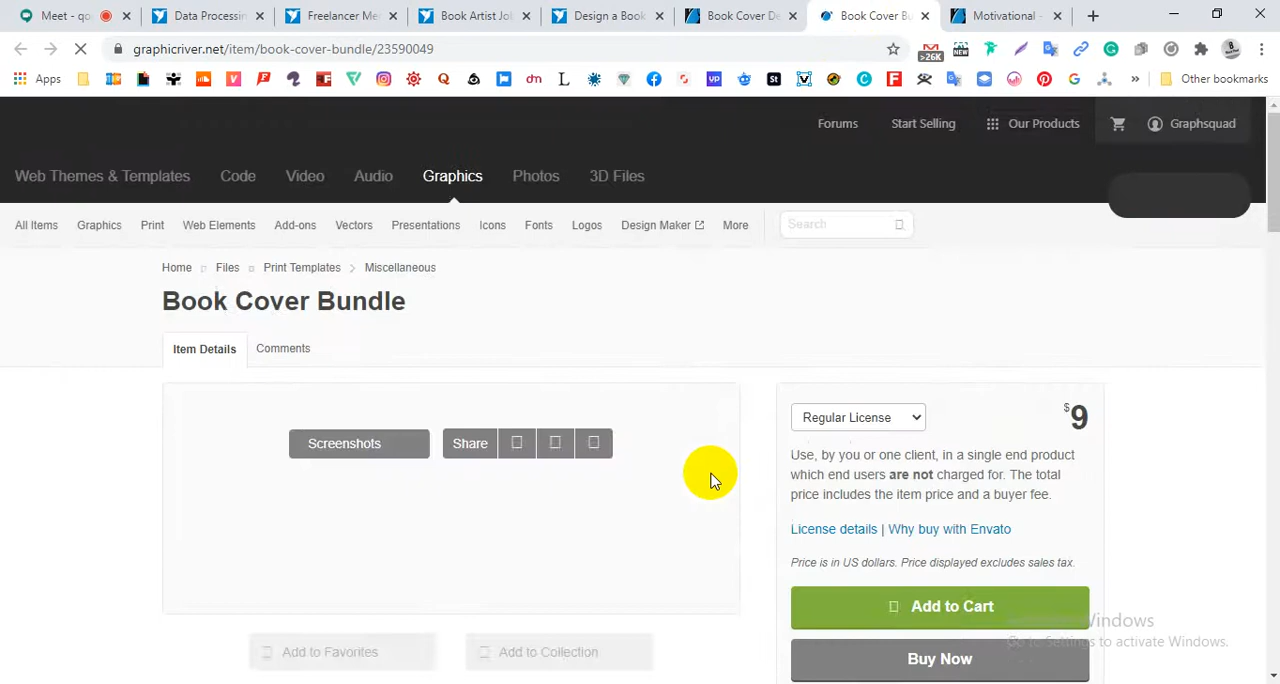 Meet - qo
Data Processin
Freelancer Me
Book Artist Jo
Design a Book
Book Cover De
Book Cover Bu
Motivational -
graphicriver.net/item/book-cover-bundle/23590049
>26K
NEW
Apps
Other bookmarks
Forums
Start Selling
Our Products
Graphsquad
Web Themes & Templates
Code
Video
Audio
Graphics
Photos
3D Files
All Items
Graphics
Print
Web Elements
Add-ons
Vectors
Presentations
Icons
Fonts
Logos
Design Maker
More
Search
Home
Files
Print Templates
Miscellaneous
Book Cover Bundle
Item Details
Comments
Screenshots
Share
Regular License
$9
Use, by you or one client, in a single end product
which end users are not charged for. The total
price includes the item price and a buyer fee.
License details | Why buy with Envato
Price is in US dollars. Price displayed excludes sales tax.
Add to Cart
Buy Now
Add to Favorites
Add to Collection
Windows
Go to Settings to activate Windows.